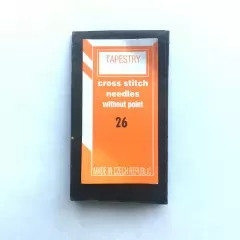 TAPESTRY
cross stitch
needles
without point
26
MADE IN CZECH REPUBLIC